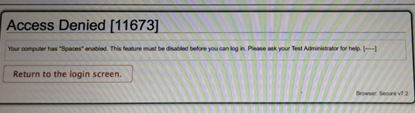 Access Denied [11673]
Your computer has "Spaces" enabled. This feature must be disabled before you can log in. Please ask your Test Administrator for help. [-----]
Return to the login screen.
Browser: Secure v7.2